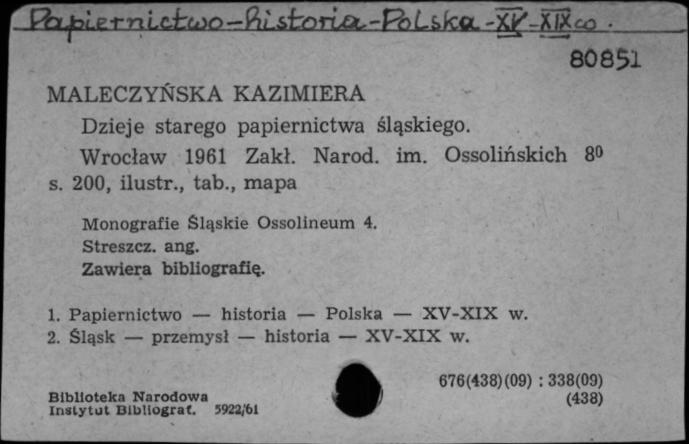 Papiernictwo-historia-Polska-XV-XIX co.
80851
MALECZYŃSKA KAZIMIERA
Dzieje starego papiernictwa śląskiego.
Wrocław 1961 Zakł. Narod. im. Ossolińskich 8⁰
s. 200, ilustr., tab., mapa
Monografie Śląskie Ossolineum 4.
Streszcz. ang.
Zawiera bibliografię.
1. Papiernictwo — historia — Polska — XV-XIX w.
2. Śląsk — przemysł — historia — XV-XIX w.
676(438)(09) : 338(09)
(438)
Biblioteka Narodowa
Instytut Bibliograf. 5922/61